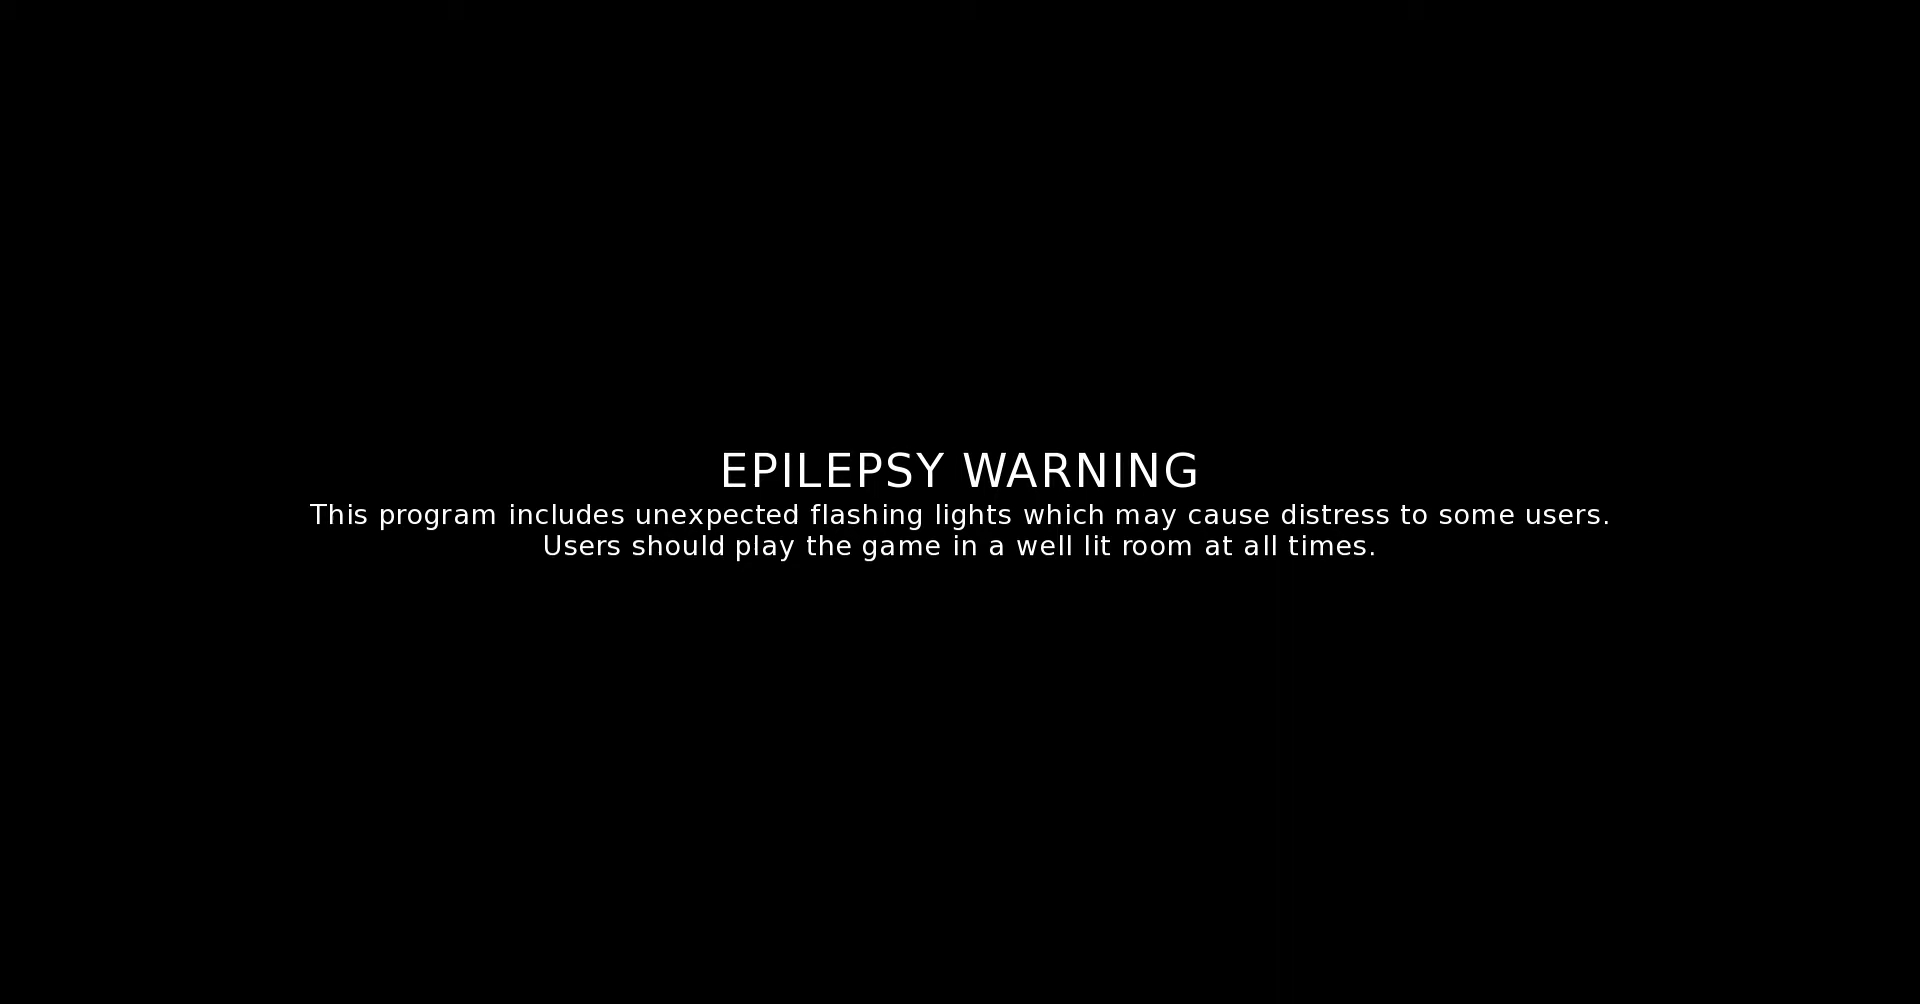 EPILEPSY WARNING
This program includes unexpected flashing lights which may cause distress to some users.
Users should play the game in a well lit room at all times.